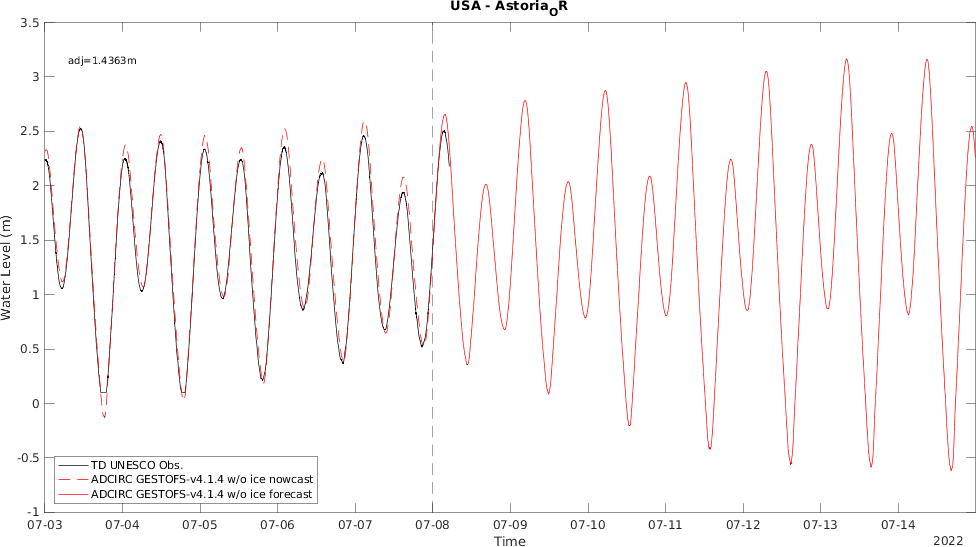 USA - Astoria_OR
adj=1.4363m
3.5
3
2.5
2
1.5
1
0.5
0
-0.5
-1
Water Level (m)
TD UNESCO Obs.
ADCIRC GESTOFS-v4.1.4 w/o ice nowcast
ADCIRC GESTOFS-v4.1.4 w/o ice forecast
07-03 07-04 07-05 07-06 07-07 07-08 07-09 07-10 07-11 07-12 07-13 07-14
Time
2022